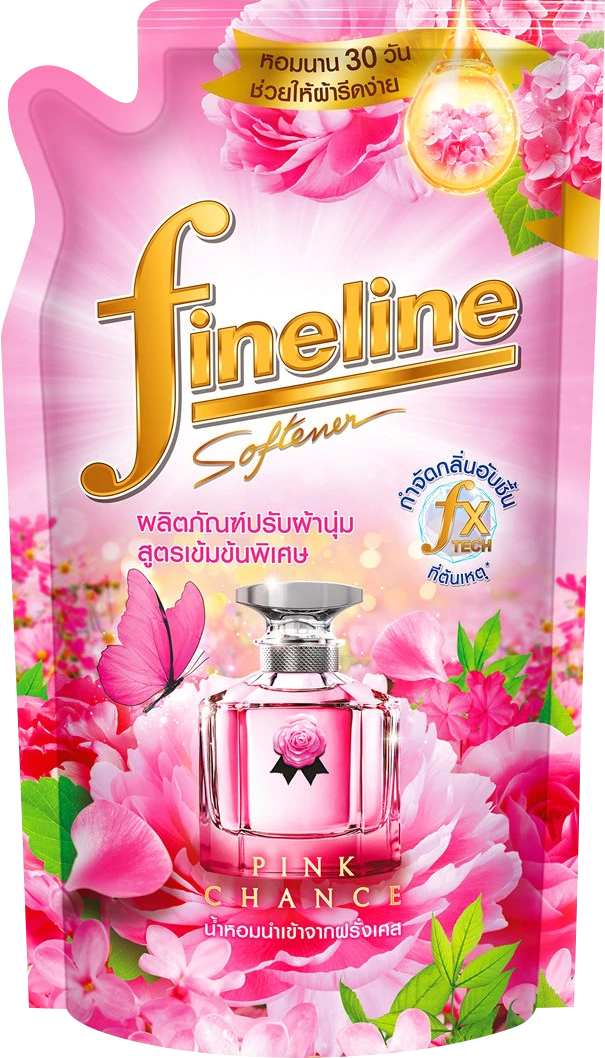 หอมนาน 30 วัน
ช่วยให้ผ้ารีดง่าย
fineline
Softener
ผลิตภัณฑ์ปรับผ้านุ่ม
สูตรเข้มข้นพิเศษ
กำจัดกลิ่นอับชื้น
fx
TECH
ที่ต้นเหตุ*
PINK
CHANCE
น้ำหอมนำเข้าจากฝรั่งเศส